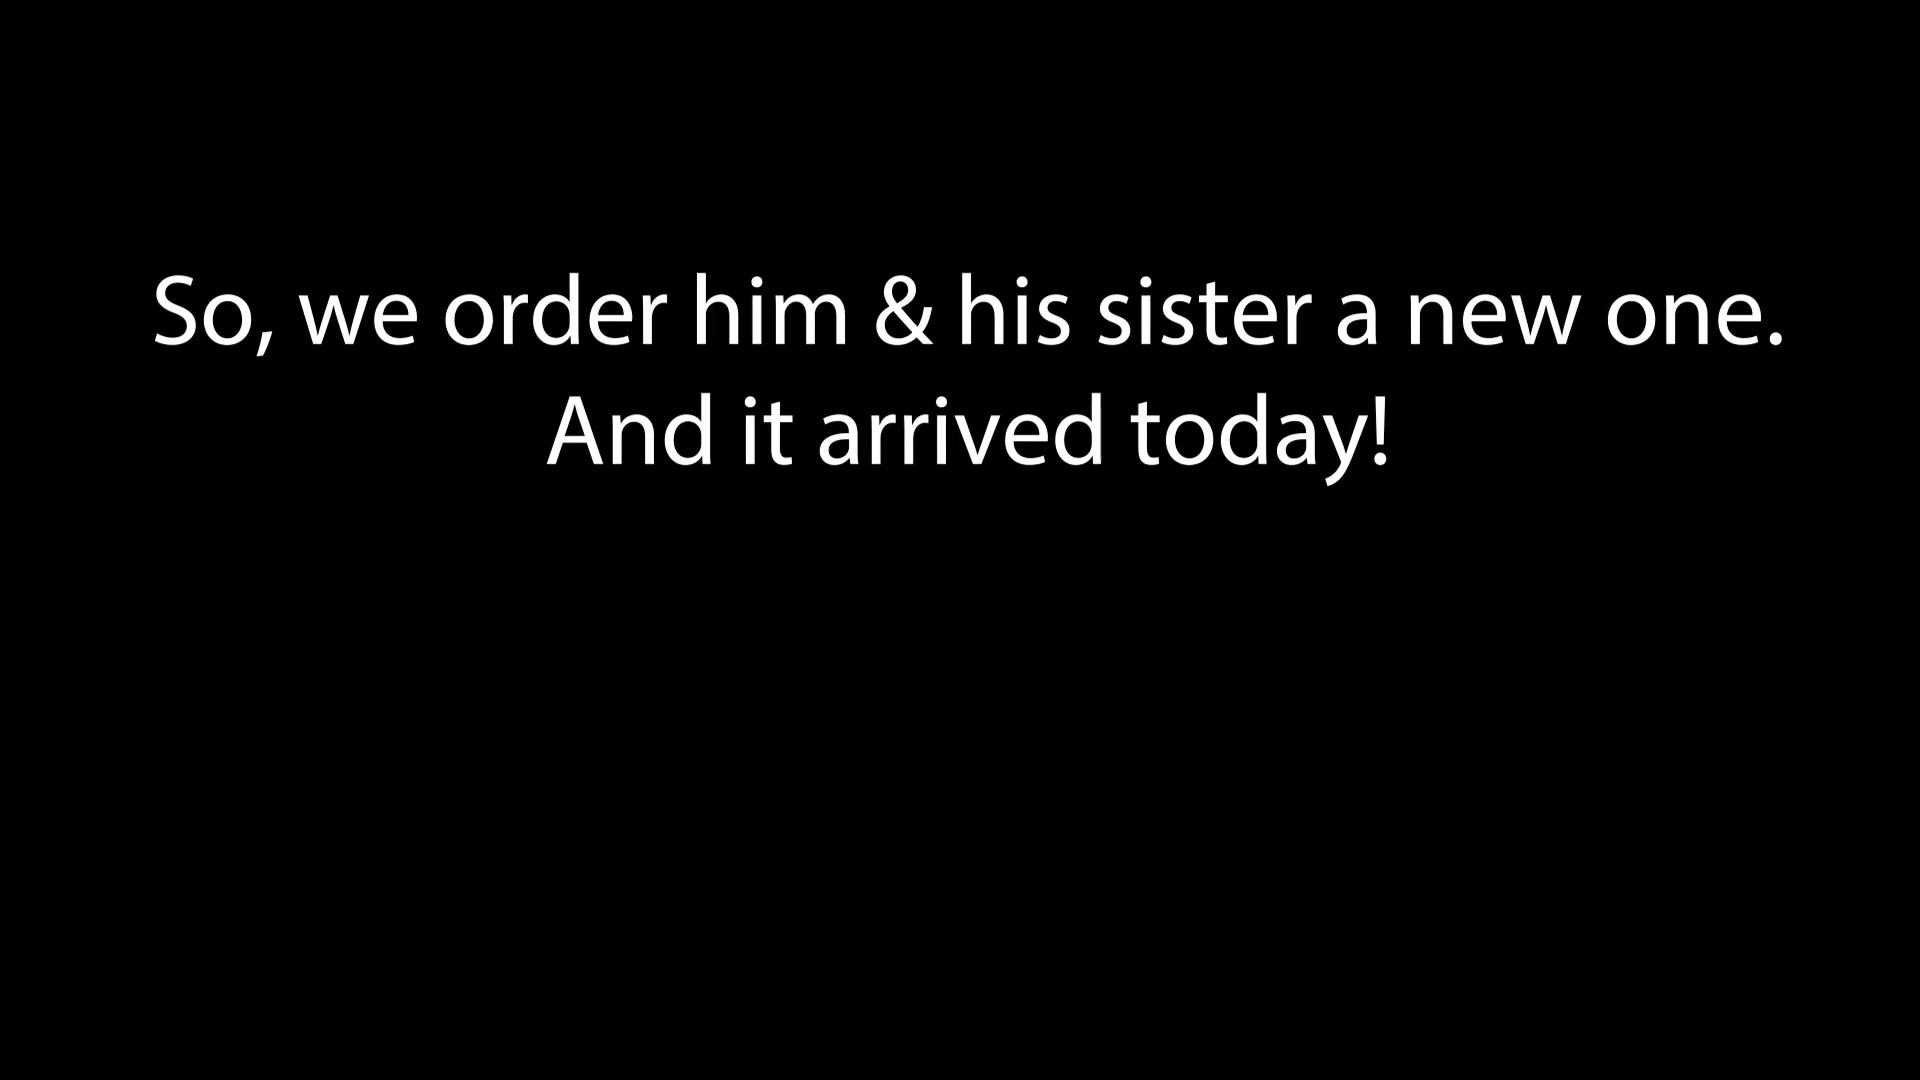 So, we order him & his sister a new one.
And it arrived today!